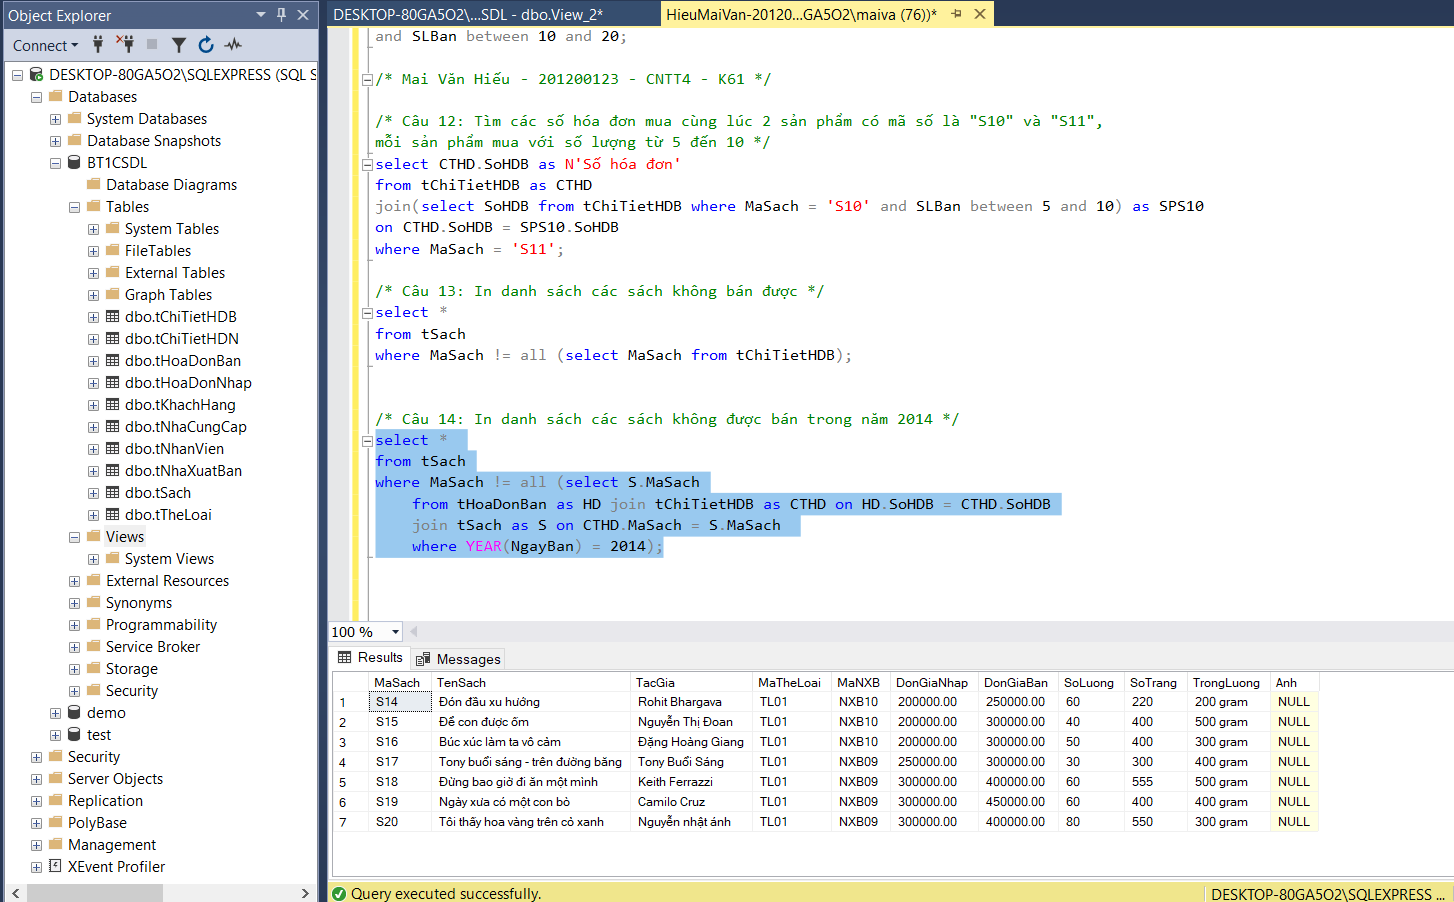 Object Explorer
Connect
DESKTOP-80GA5O2\SQLEXPRESS (SQL S
Databases
System Databases
Database Snapshots
BT1CSDL
Database Diagrams
Tables
System Tables
FileTables
External Tables
Graph Tables
dbo.tChiTietHDB
dbo.tChiTietHDN
dbo.tHoaDonBan
dbo.tHoaDonNhap
dbo.tKhachHang
dbo.tNhaCungCap
dbo.tNhanVien
dbo.tNhaXuatBan
dbo.tSach
dbo.tTheLoai
Views
System Views
External Resources
Synonyms
Programmability
Service Broker
Storage
Security
demo
test
Security
Server Objects
Replication
PolyBase
Management
XEvent Profiler
DESKTOP-80GA5O2\...SDL - dbo.View_2* HieuMaiVan-20120...GA5O2\maiva (76))*
and SLBan between 10 and 20;
/* Mai Văn Hiếu - 201200123 - CNTT4 - K61 */
/* Câu 12: Tìm các số hóa đơn mua cùng lúc 2 sản phẩm có mã số là "S10" và "S11",
mỗi sản phẩm mua với số lượng từ 5 đến 10 */
select CTHD.SoHDB as N'Số hóa đơn'
from tChiTietHDB as CTHD
join(select SoHDB from tChiTietHDB where MaSach = 'S10' and SLBan between 5 and 10) as SPS10
on CTHD.SoHDB = SPS10.SoHDB
where MaSach = 'S11';
/* Câu 13: In danh sách các sách không bán được */
select *
from tSach
where MaSach != all (select MaSach from tChiTietHDB);
/* Câu 14: In danh sách các sách không được bán trong năm 2014 */
select *
from tSach
where MaSach != all (select S.MaSach
from tHoaDonBan as HD join tChiTietHDB as CTHD on HD.SoHDB = CTHD.SoHDB
join tSach as S on CTHD.MaSach = S.MaSach
where YEAR(NgayBan) = 2014);
100 %
Results Messages
MaSach TenSach TacGia MaTheLoai MaNXB DonGiaNhap DonGiaBan SoLuong SoTrang TrongLuong Anh
1 S14 Đón đầu xu hướng Rohit Bhargava TL01 NXB10 200000.00 250000.00 60 220 200 gram NULL
2 S15 Để con được ốm Nguyễn Thị Đoan TL01 NXB10 200000.00 300000.00 40 400 500 gram NULL
3 S16 Búc xúc làm ta vô cảm Đặng Hoàng Giang TL01 NXB10 200000.00 300000.00 50 400 300 gram NULL
4 S17 Tony buổi sáng - trên đường băng Tony Buổi Sáng TL01 NXB09 250000.00 300000.00 30 300 400 gram NULL
5 S18 Đừng bao giờ đi ăn một mình Keith Ferrazzi TL01 NXB09 300000.00 400000.00 60 555 500 gram NULL
6 S19 Ngày xưa có một con bò Camilo Cruz TL01 NXB09 300000.00 450000.00 60 400 400 gram NULL
7 S20 Tôi thấy hoa vàng trên cỏ xanh Nguyễn nhật ánh TL01 NXB09 300000.00 400000.00 80 550 300 gram NULL
Query executed successfully. DESKTOP-80GA5O2\SQLEXPRESS ...